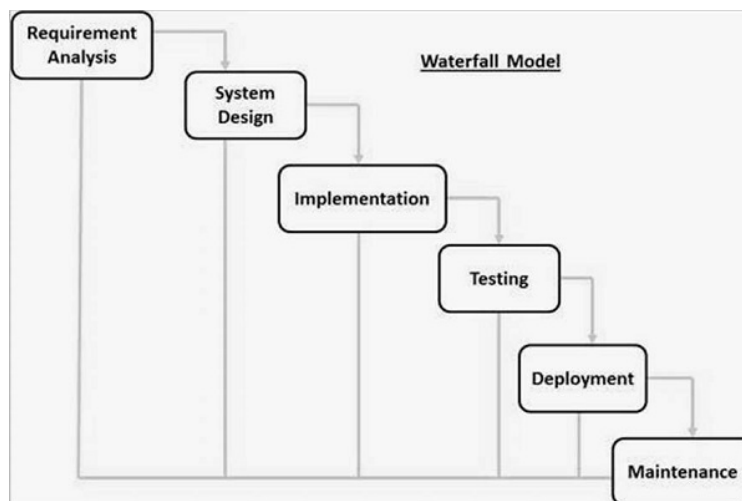 Requirement
Analysis
Waterfall Model
System
Design
Implementation
Testing
Deployment
Maintenance